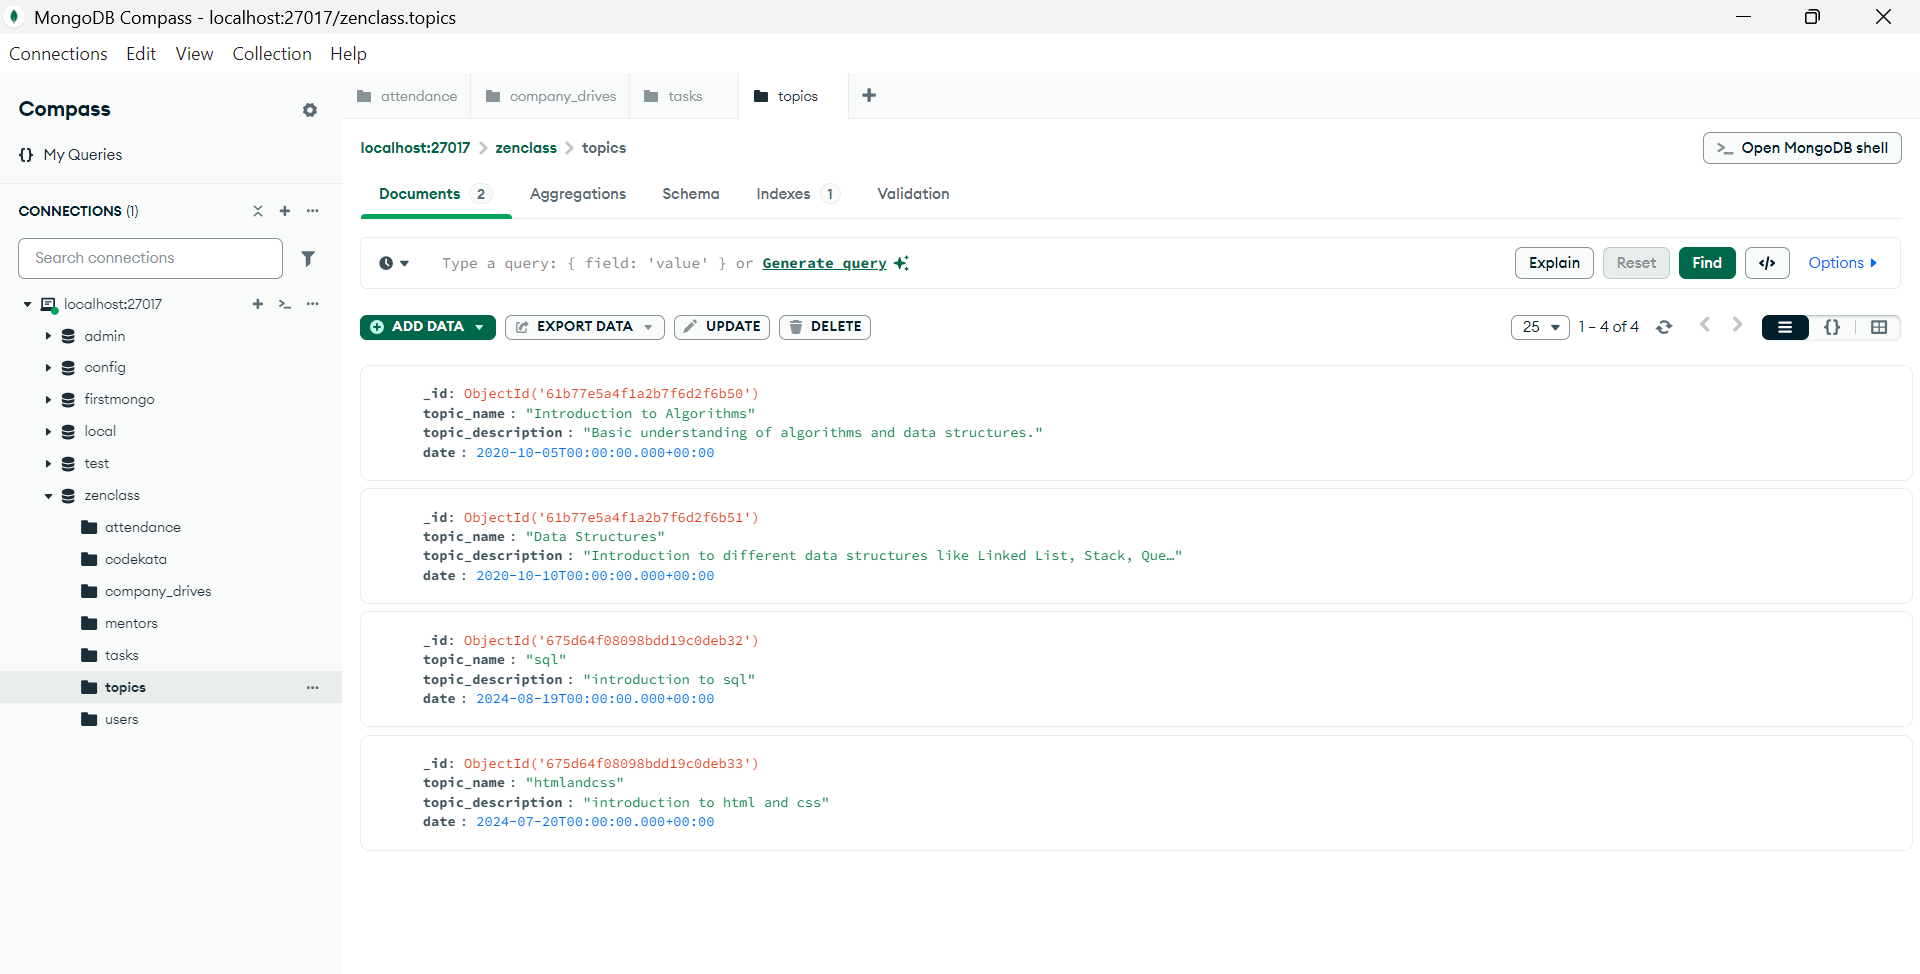 MongoDB Compass - localhost:27017/zenclass.topics
Connections Edit View Collection Help
Compass
{} My Queries
CONNECTIONS (1)
Search connections
localhost:27017
admin
config
firstmongo
local
test
zenclass
attendance
codekata
company_drives
mentors
tasks
topics
users
attendance company_drives tasks topics
localhost:27017 > zenclass > topics
>_ Open MongoDB shell
Documents 2 Aggregations Schema Indexes 1 Validation
Type a query: { field: 'value' } or Generate query
Explain Reset Find </> Options
ADD DATA EXPORT DATA UPDATE DELETE
25 1 – 4 of 4 {}
_id: ObjectId('61b77e5a4f1a2b7f6d2f6b50')
topic_name : "Introduction to Algorithms"
topic_description : "Basic understanding of algorithms and data structures."
date : 2020-10-05T00:00:00.000+00:00
_id: ObjectId('61b77e5a4f1a2b7f6d2f6b51')
topic_name : "Data Structures"
topic_description : "Introduction to different data structures like Linked List, Stack, Que…"
date : 2020-10-10T00:00:00.000+00:00
_id: ObjectId('675d64f08098bdd19c0deb32')
topic_name : "sql"
topic_description : "introduction to sql"
date : 2024-08-19T00:00:00.000+00:00
_id: ObjectId('675d64f08098bdd19c0deb33')
topic_name : "htmlandcss"
topic_description : "introduction to html and css"
date : 2024-07-20T00:00:00.000+00:00